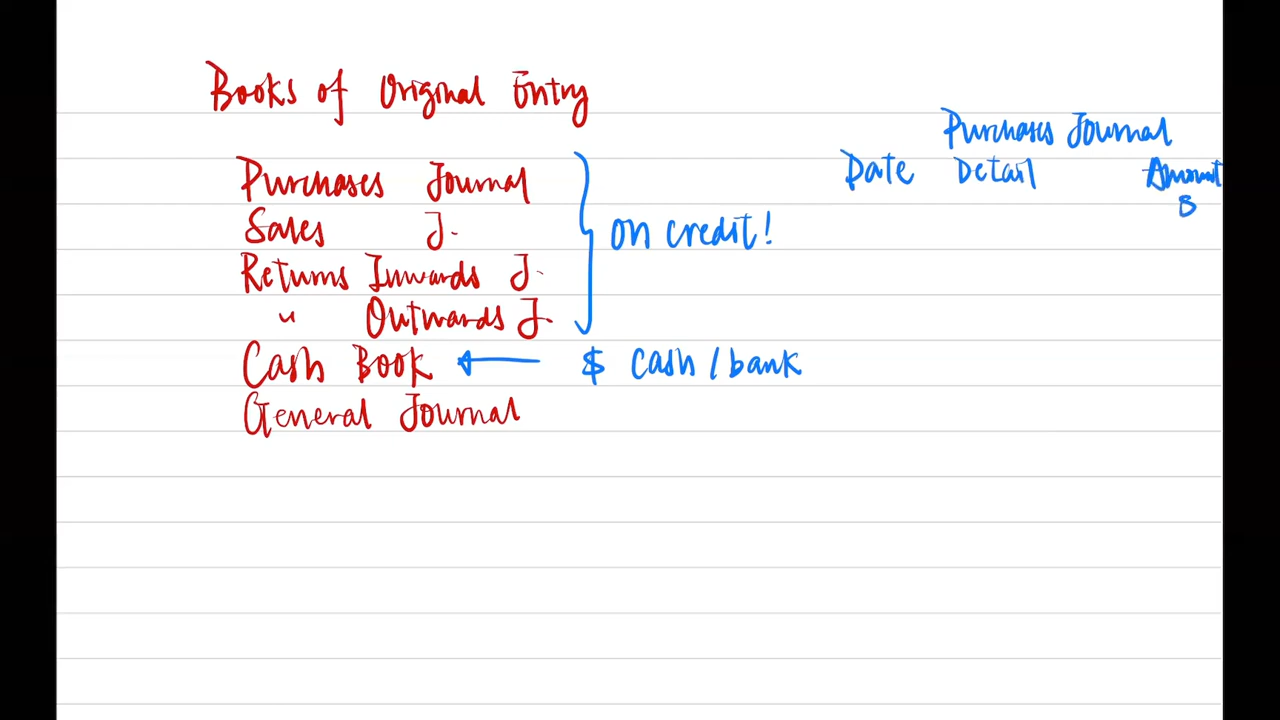 Books of Original Entry
Purchases Journal
Sales J.
Returns Inwards J.
" Outwards J.
on credit!
Cash Book
$ cash / bank
General Journal
Purchases Journal
Date Detail Amount